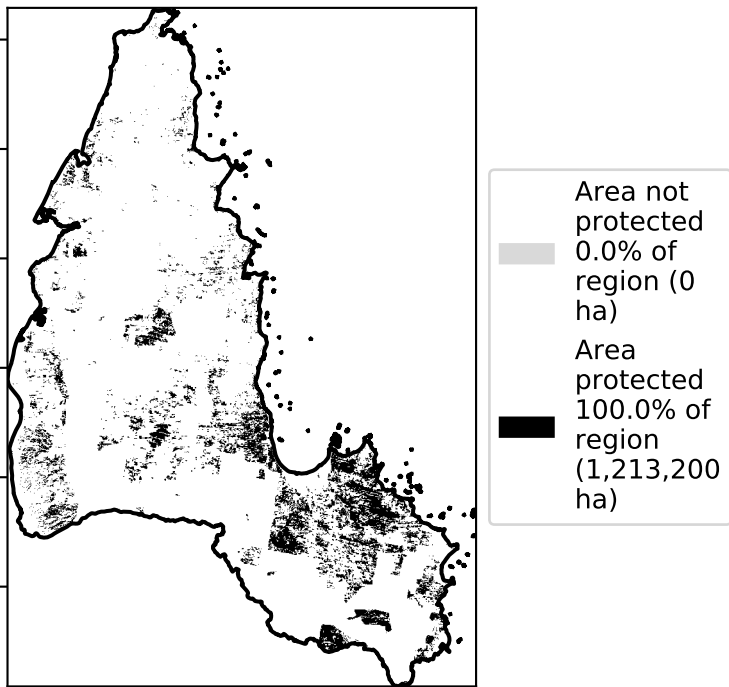 Area not
protected
0.0% of
region (0
ha)
Area
protected
100.0% of
region
(1,213,200
ha)